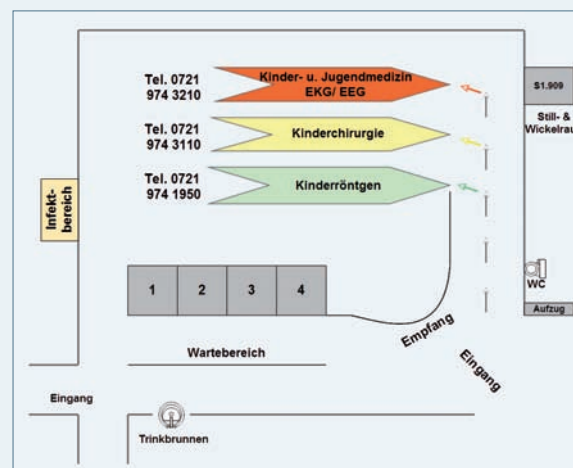 Tel. 0721
974 3210
Kinder- u. Jugendmedizin
EKG/ EEG
S1.909
Still- &
Wickelrau
Tel. 0721
974 3110
Kinderchirurgie
Tel. 0721
974 1950
Kinderröntgen
Infekt-
bereich
WC
1 2 3 4
Aufzug
Empfang
Eingang
Wartebereich
Eingang
Trinkbrunnen